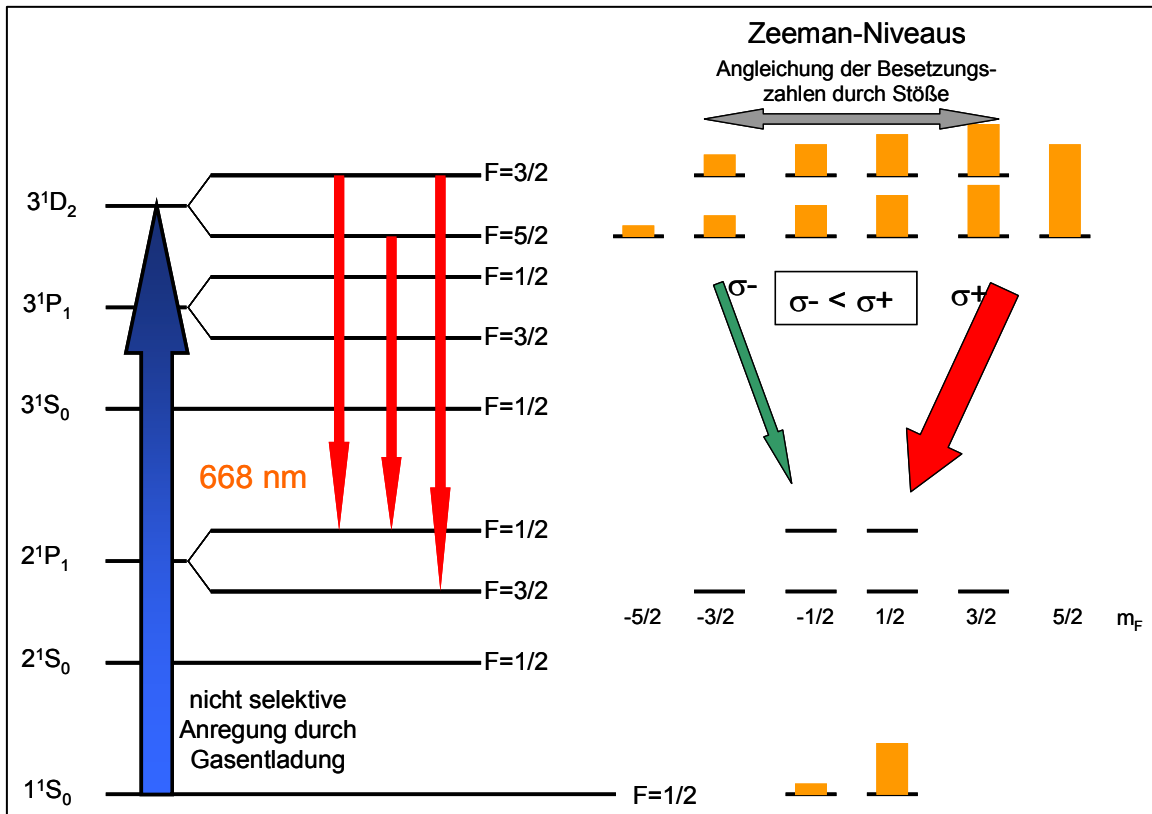 Zeeman-Niveaus
Angleichung der Besetzungs-
zahlen durch Stöße
3¹D₂
F=3/2
F=5/2
3¹P₁
F=1/2
F=3/2
σ-
σ- < σ+
σ+
3¹S₀
F=1/2
668 nm
2¹P₁
F=1/2
F=3/2
-5/2 -3/2 -1/2 1/2 3/2 5/2 mF
2¹S₀
F=1/2
nicht selektive
Anregung durch
Gasentladung
1¹S₀
F=1/2